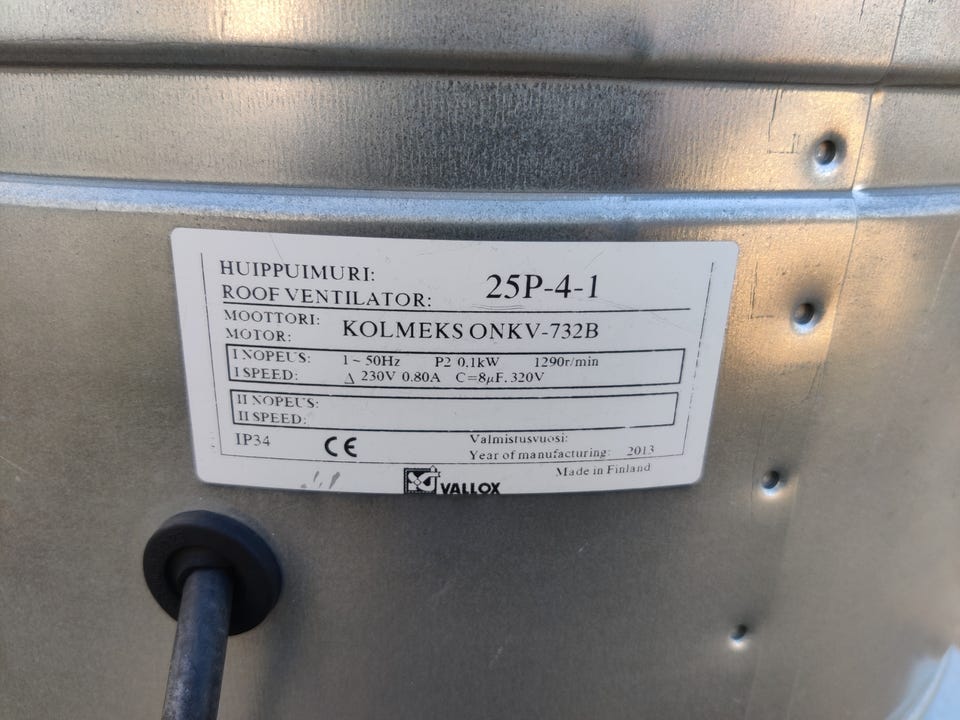 HUIPPUIMURI:
ROOF VENTILATOR: 25P-4-1
MOOTTORI:
MOTOR: KOLMEKS ONKV-732B
I NOPEUS: 1 ~ 50Hz P2 0.1kW 1290r/min
I SPEED: △ 230V 0.80A C=8µF. 320V
II NOPEUS:
II SPEED:
IP34 CE Valmistusvuosi:
Year of manufacturing: 2013
Made in Finland
VALLOX